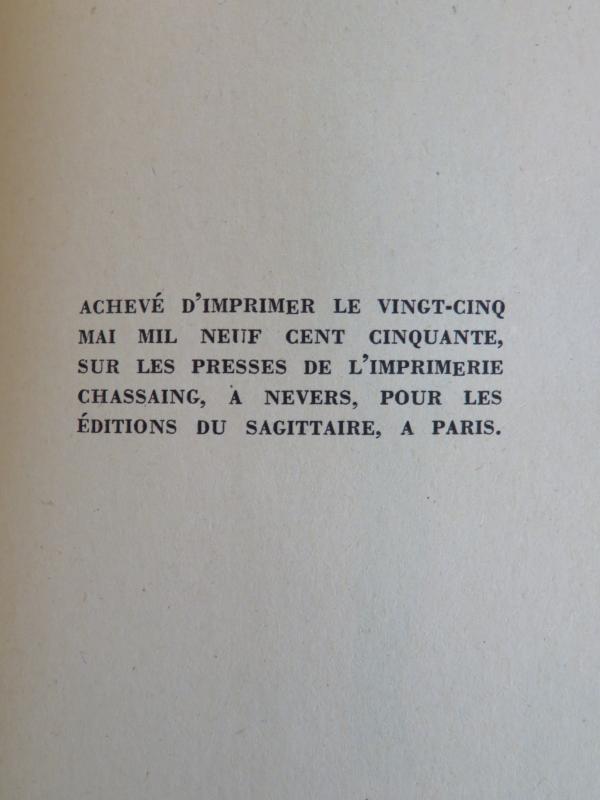 ACHEVÉ D'IMPRIMER LE VINGT-CINQ
MAI MIL NEUF CENT CINQUANTE,
SUR LES PRESSES DE L'IMPRIMERIE
CHASSAING, A NEVERS, POUR LES
ÉDITIONS DU SAGITTAIRE, A PARIS.